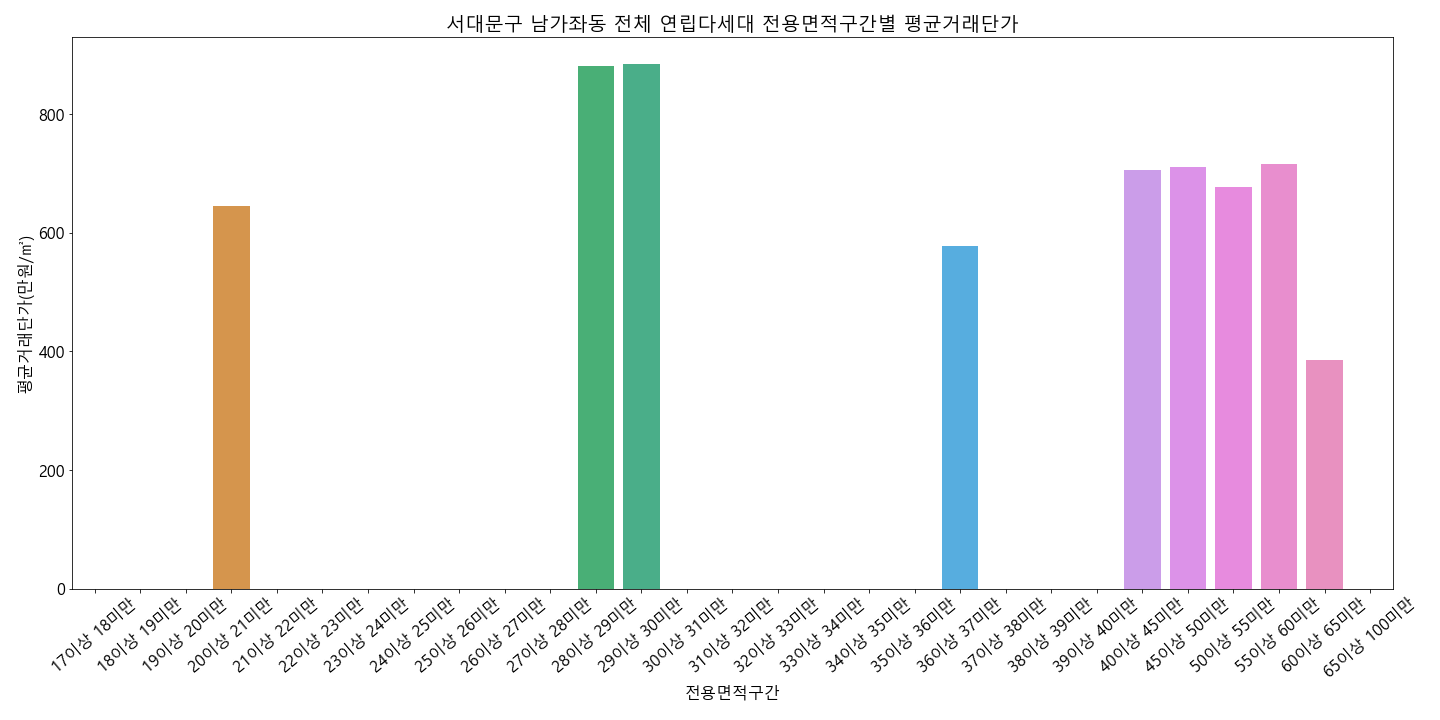 서대문구 남가좌동 전체 연립다세대 전용면적구간별 평균거래단가
평균거래단가(만원/㎡)
800
600
400
200
0
17이상 18미만
18이상 19미만
19이상 20미만
20이상 21미만
21이상 22미만
22이상 23미만
23이상 24미만
24이상 25미만
25이상 26미만
26이상 27미만
27이상 28미만
28이상 29미만
29이상 30미만
30이상 31미만
31이상 32미만
32이상 33미만
33이상 34미만
34이상 35미만
35이상 36미만
36이상 37미만
37이상 38미만
38이상 39미만
39이상 40미만
40이상 45미만
45이상 50미만
50이상 55미만
55이상 60미만
60이상 65미만
65이상 100미만
전용면적구간